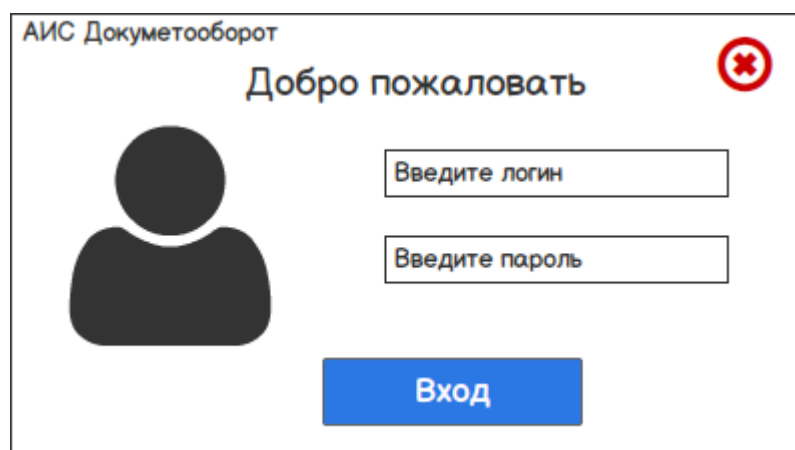 АИС Докуметооборот
Добро пожаловать
Введите логин
Введите пароль
Вход